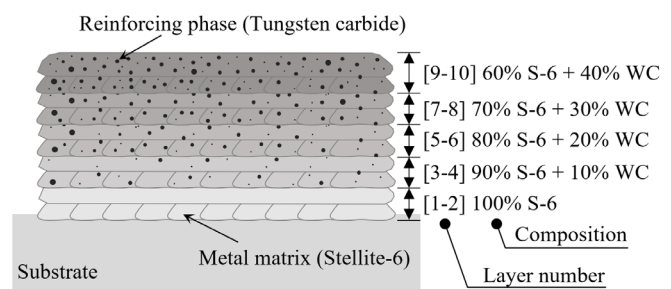 Reinforcing phase (Tungsten carbide)
[9-10] 60% S-6 + 40% WC
[7-8] 70% S-6 + 30% WC
[5-6] 80% S-6 + 20% WC
[3-4] 90% S-6 + 10% WC
[1-2] 100% S-6
Composition
Metal matrix (Stellite-6)
Substrate
Layer number